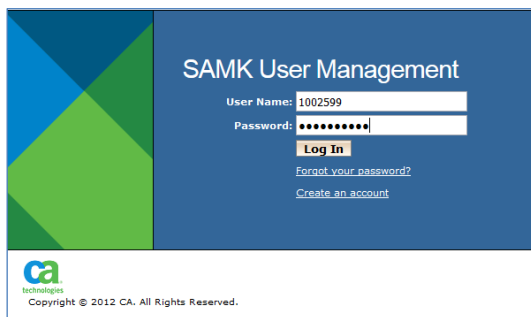 SAMK User Management
User Name: 1002599
Password: ●●●●●●●●●●
Log In
Forgot your password?
Create an account
ca.
technologies
Copyright © 2012 CA. All Rights Reserved.